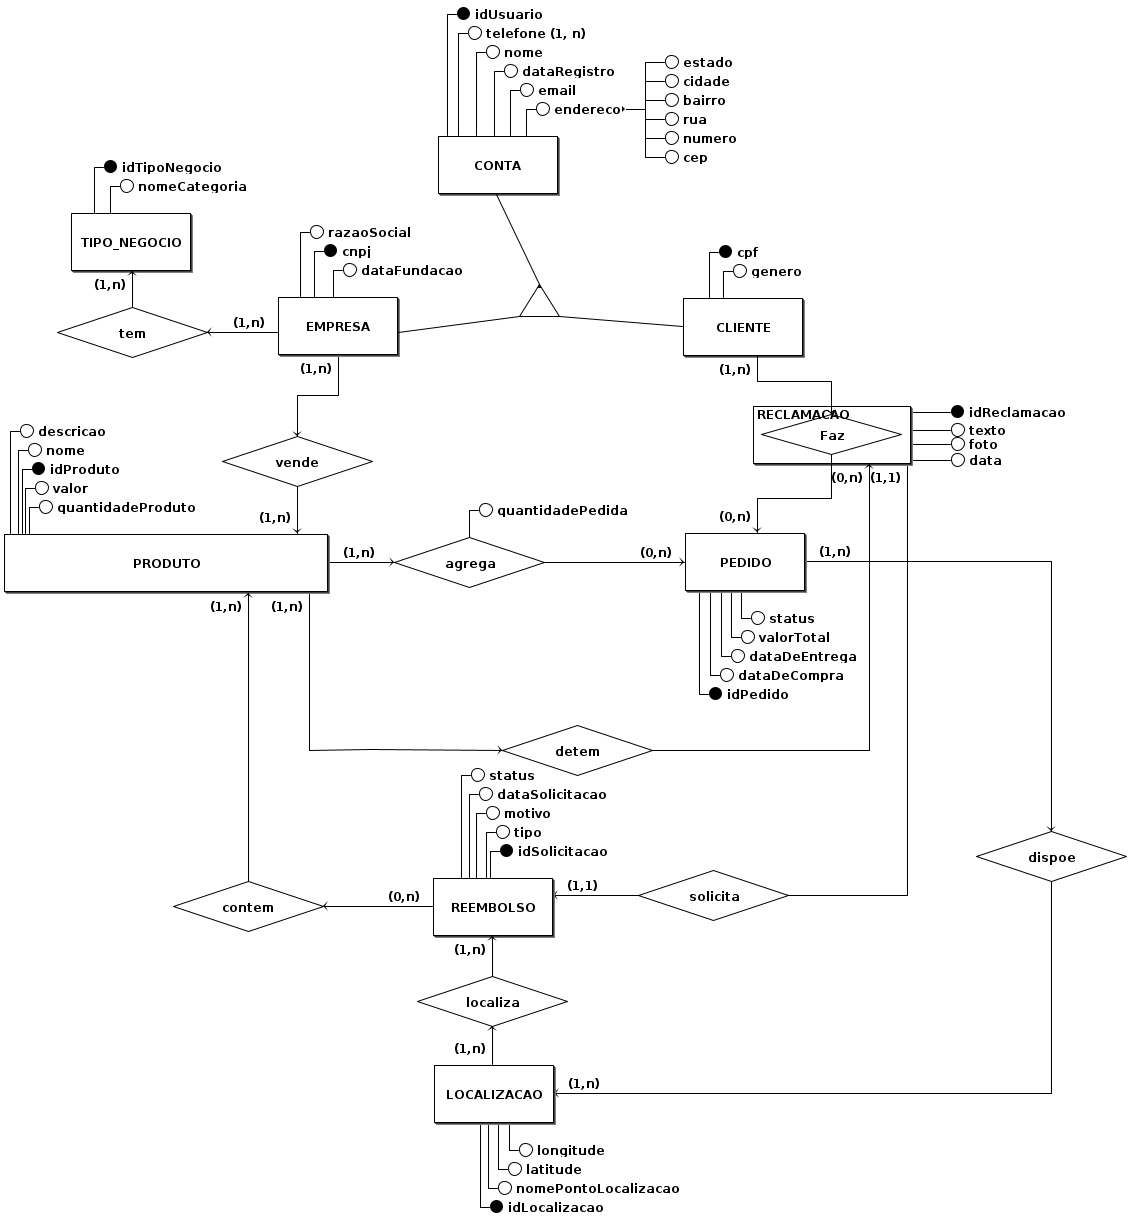 idUsuario
telefone (1, n)
nome
dataRegistro
email
endereco
estado
cidade
bairro
rua
numero
cep
CONTA
idTipoNegocio
nomeCategoria
TIPO_NEGOCIO
(1,n)
tem
(1,n)
razaoSocial
cnpj
dataFundacao
EMPRESA
(1,n)
cpf
genero
CLIENTE
(1,n)
RECLAMACAO
Faz
idReclamacao
texto
foto
data
(0,n)
(1,1)
vende
(1,n)
descricao
nome
idProduto
valor
quantidadeProduto
PRODUTO
(1,n)
quantidadePedida
agrega
(0,n)
(0,n)
PEDIDO
(1,n)
(1,n)
(1,n)
status
valorTotal
dataDeEntrega
dataDeCompra
idPedido
detem
status
dataSolicitacao
motivo
tipo
idSolicitacao
dispoe
contem
(0,n)
REEMBOLSO
(1,1)
solicita
(1,n)
localiza
(1,n)
LOCALIZACAO
(1,n)
longitude
latitude
nomePontoLocalizacao
idLocalizacao